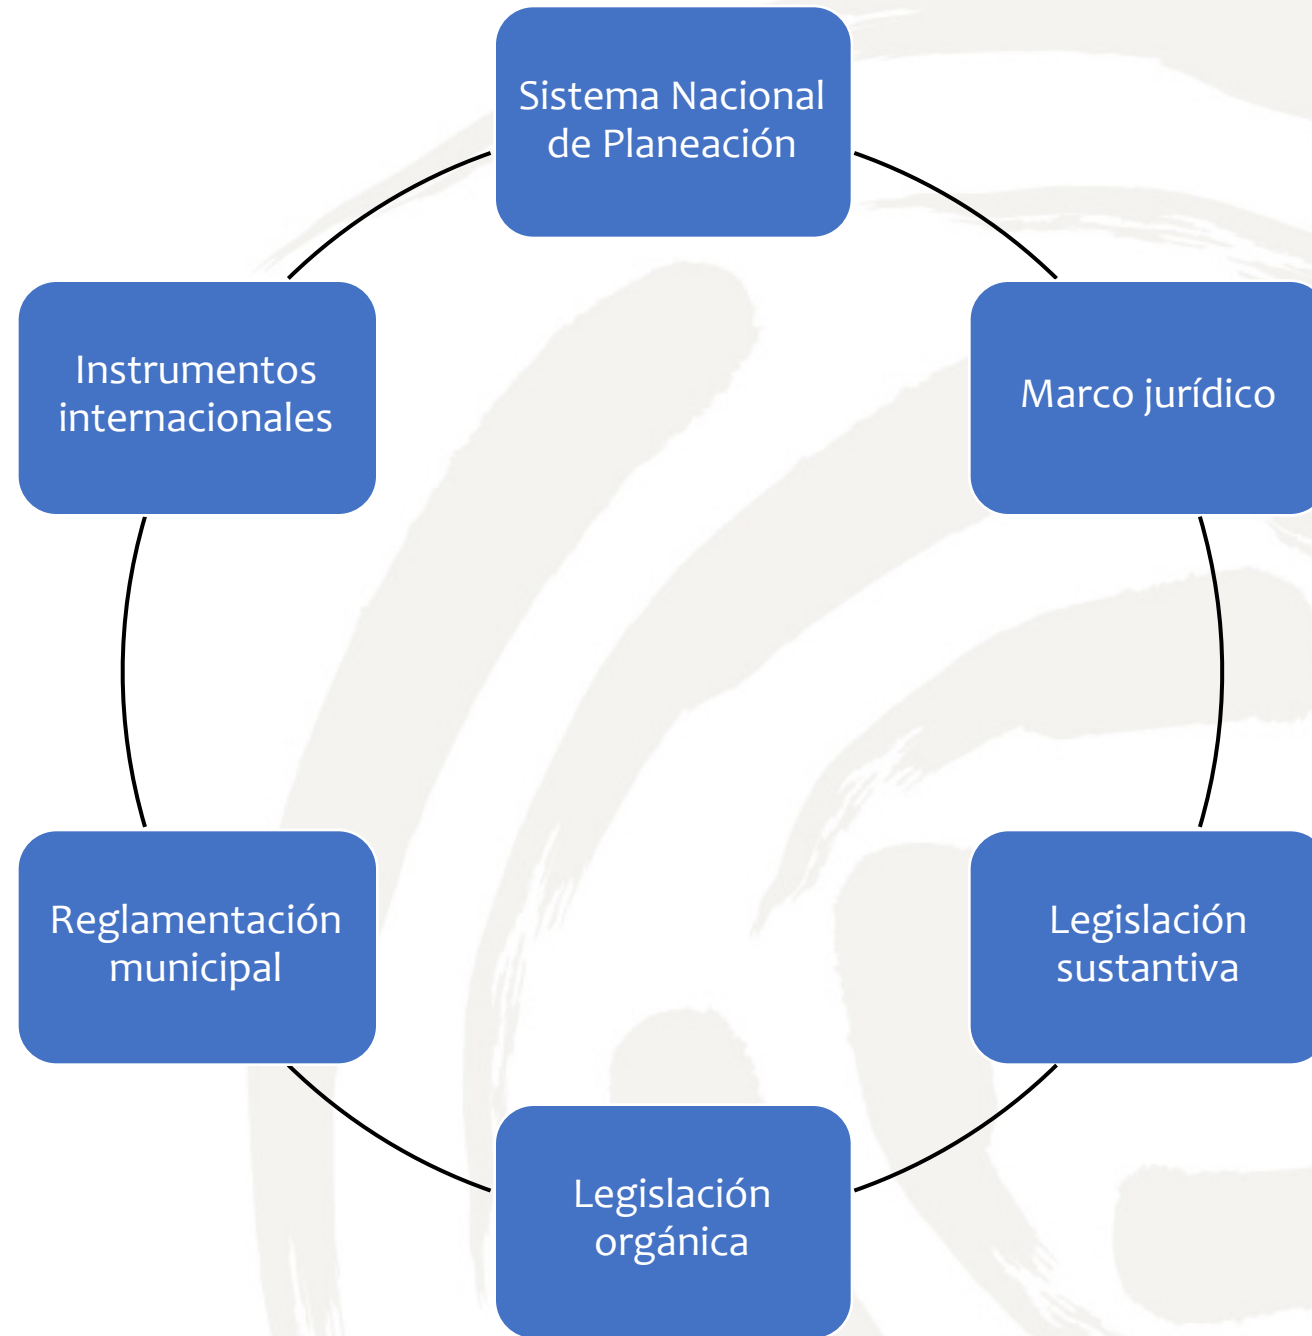 Sistema Nacional
de Planeación
Instrumentos
internacionales
Marco jurídico
Reglamentación
municipal
Legislación
sustantiva
Legislación
orgánica